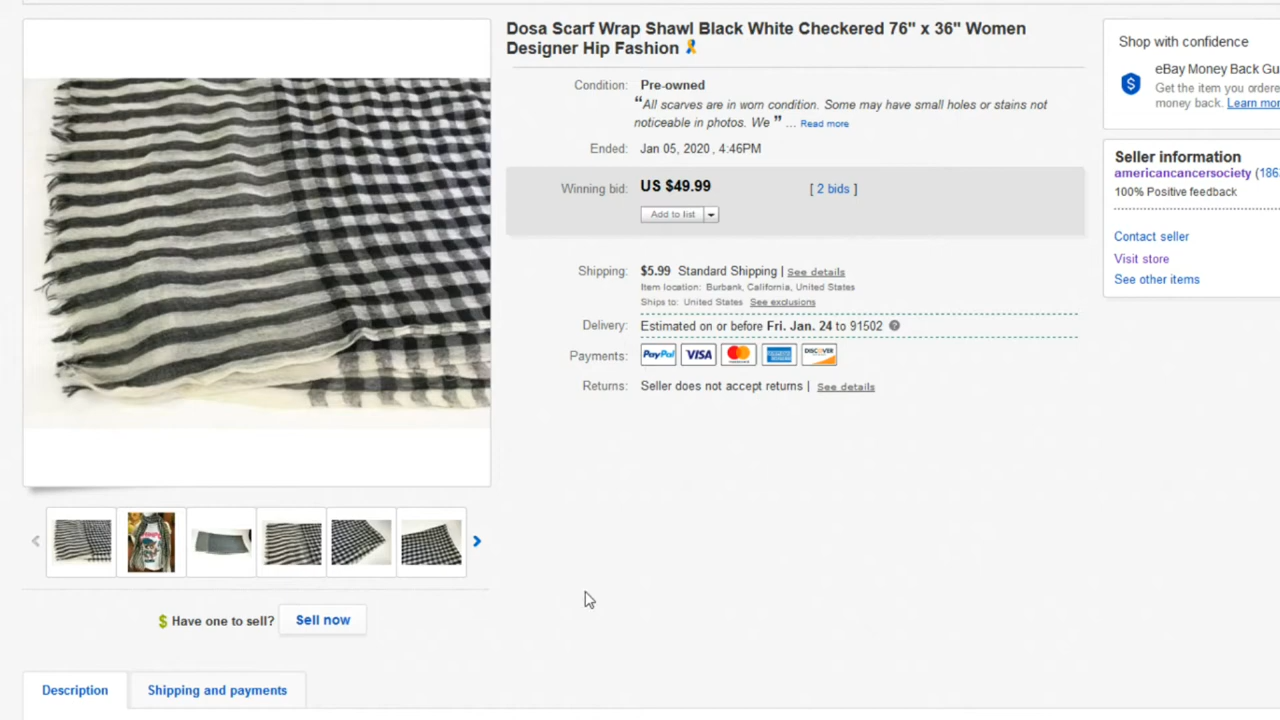 Dosa Scarf Wrap Shawl Black White Checkered 76" x 36" Women
Designer Hip Fashion
Condition: Pre-owned
“All scarves are in worn condition. Some may have small holes or stains not
noticeable in photos. We ” ... Read more
Ended: Jan 05, 2020 , 4:46PM
Winning bid: US $49.99 [ 2 bids ]
Add to list
Shipping: $5.99 Standard Shipping | See details
Item location: Burbank, California, United States
Ships to: United States See exclusions
Delivery: Estimated on or before Fri. Jan. 24 to 91502
Payments: PayPal VISA MasterCard AMERICAN EXPRESS DISCOVER
Returns: Seller does not accept returns | See details
Shop with confidence
eBay Money Back Gu
Get the item you ordere
money back. Learn mor
Seller information
americancancersociety (186
100% Positive feedback
Contact seller
Visit store
See other items
$ Have one to sell? Sell now
Description
Shipping and payments